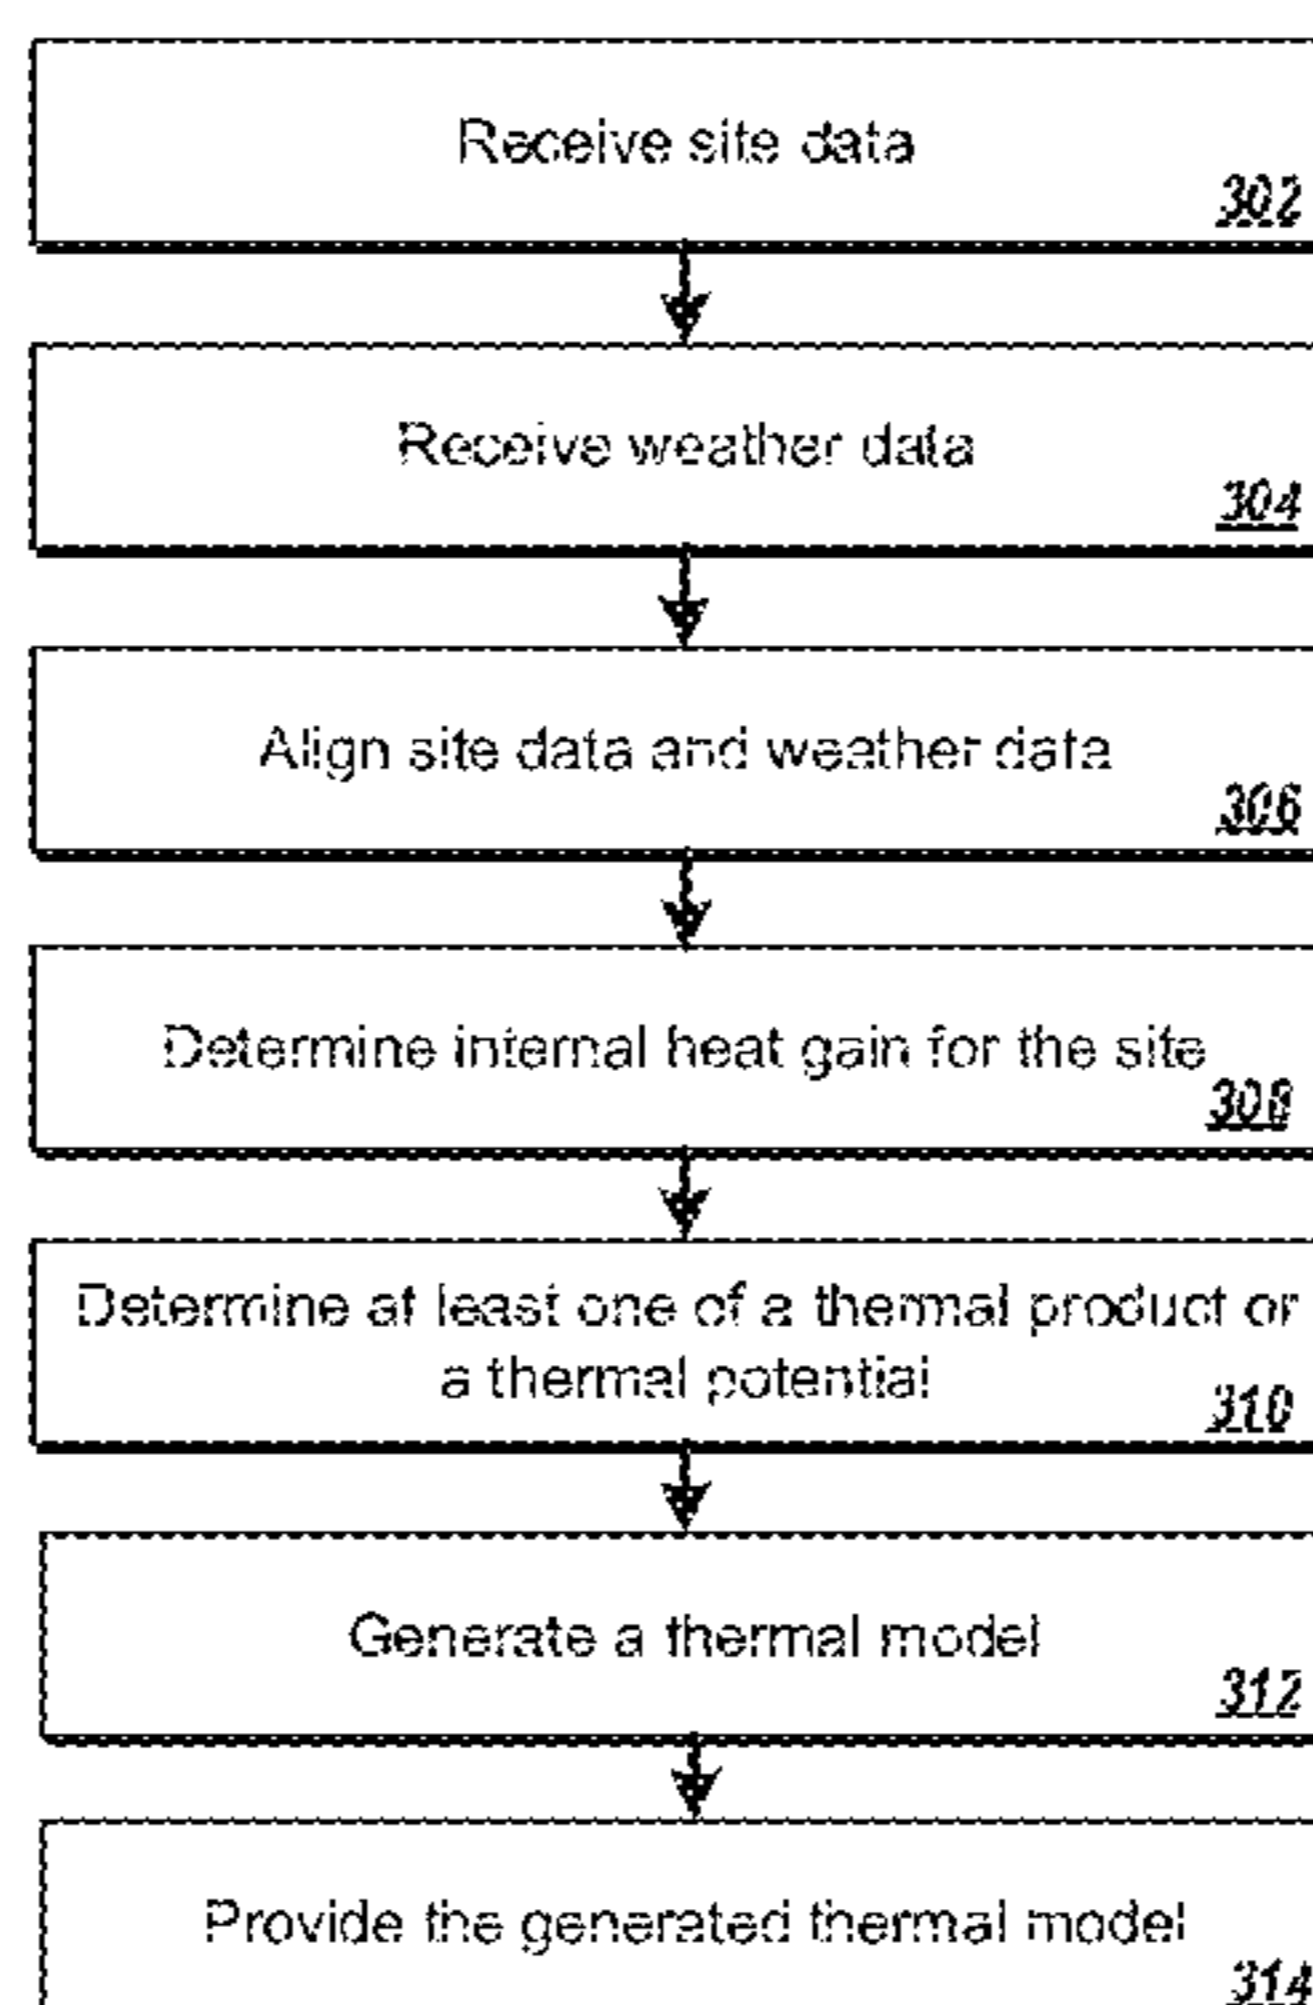 Receive site data
302
Receive weather data
304
Align site data and weather data
306
Determine internal heat gain for the site
308
Determine at least one of a thermal product or
a thermal potential
310
Generate a thermal model
312
Provide the generated thermal model
314